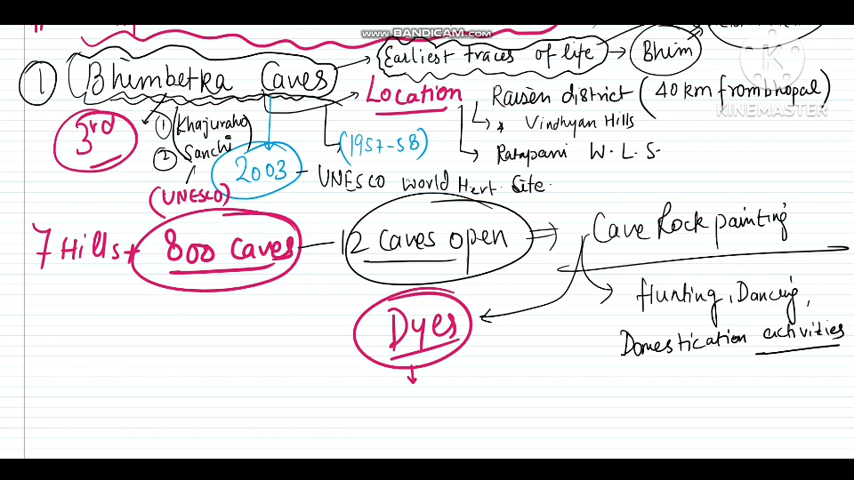 WWW.BANDICAM.COM
① Bhimbetka Caves
Earliest traces of life
Bhim
KINEMASTER
Location
Raisen district (40 km from bhopal)
Vindhyan Hills
Ratapani W.L.S.
3rd
① Khajuraho
② Sanchi
(UNESCO)
2003
(1957-58)
UNESCO World Herit. Site.
7 Hills
800 caves
12 caves open
Cave Rock painting
Hunting, Dancing,
Domestication activities
Dyes